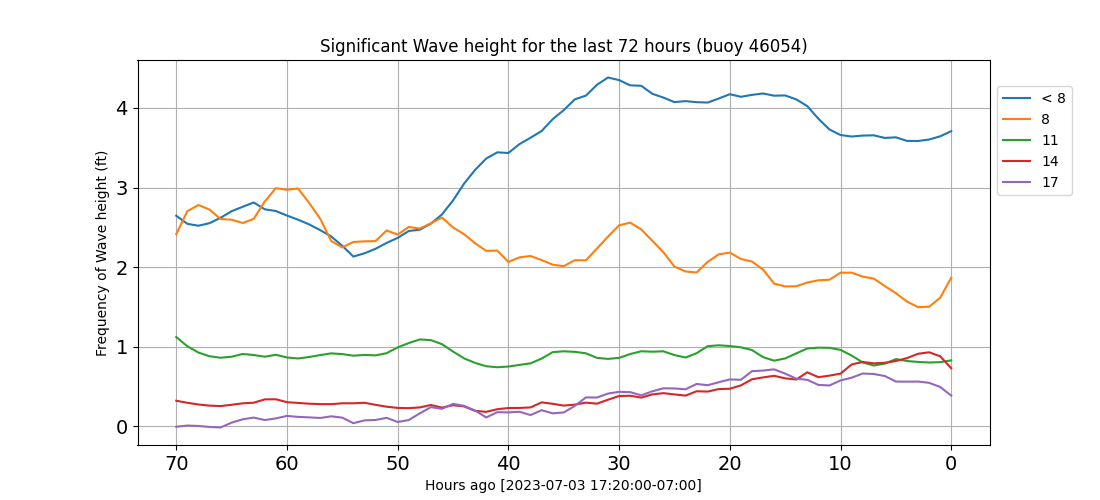 Significant Wave height for the last 72 hours (buoy 46054)
Frequency of Wave height (ft)
4
3
2
1
0
70 60 50 40 30 20 10 0
Hours ago [2023-07-03 17:20:00-07:00]
< 8
8
11
14
17